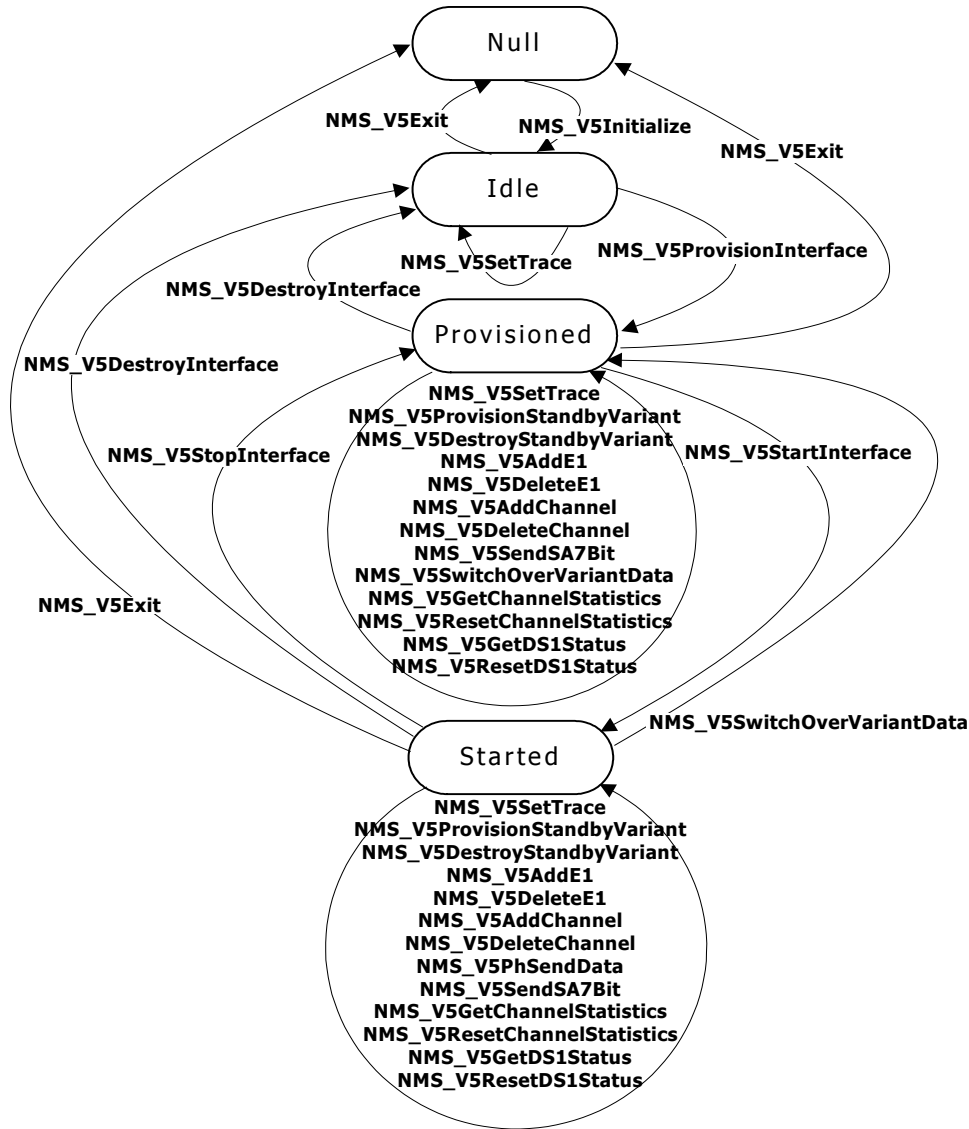 Null
NMS_V5Exit
NMS_V5Initialize
NMS_V5Exit
Idle
NMS_V5SetTrace
NMS_V5ProvisionInterface
NMS_V5DestroyInterface
Provisioned
NMS_V5DestroyInterface
NMS_V5SetTrace
NMS_V5ProvisionStandbyVariant
NMS_V5DestroyStandbyVariant
NMS_V5StopInterface
NMS_V5StartInterface
NMS_V5AddE1
NMS_V5DeleteE1
NMS_V5AddChannel
NMS_V5DeleteChannel
NMS_V5SendSA7Bit
NMS_V5SwitchOverVariantData
NMS_V5GetChannelStatistics
NMS_V5ResetChannelStatistics
NMS_V5GetDS1Status
NMS_V5ResetDS1Status
NMS_V5Exit
NMS_V5SwitchOverVariantData
Started
NMS_V5SetTrace
NMS_V5ProvisionStandbyVariant
NMS_V5DestroyStandbyVariant
NMS_V5AddE1
NMS_V5DeleteE1
NMS_V5AddChannel
NMS_V5DeleteChannel
NMS_V5PhSendData
NMS_V5SendSA7Bit
NMS_V5GetChannelStatistics
NMS_V5ResetChannelStatistics
NMS_V5GetDS1Status
NMS_V5ResetDS1Status